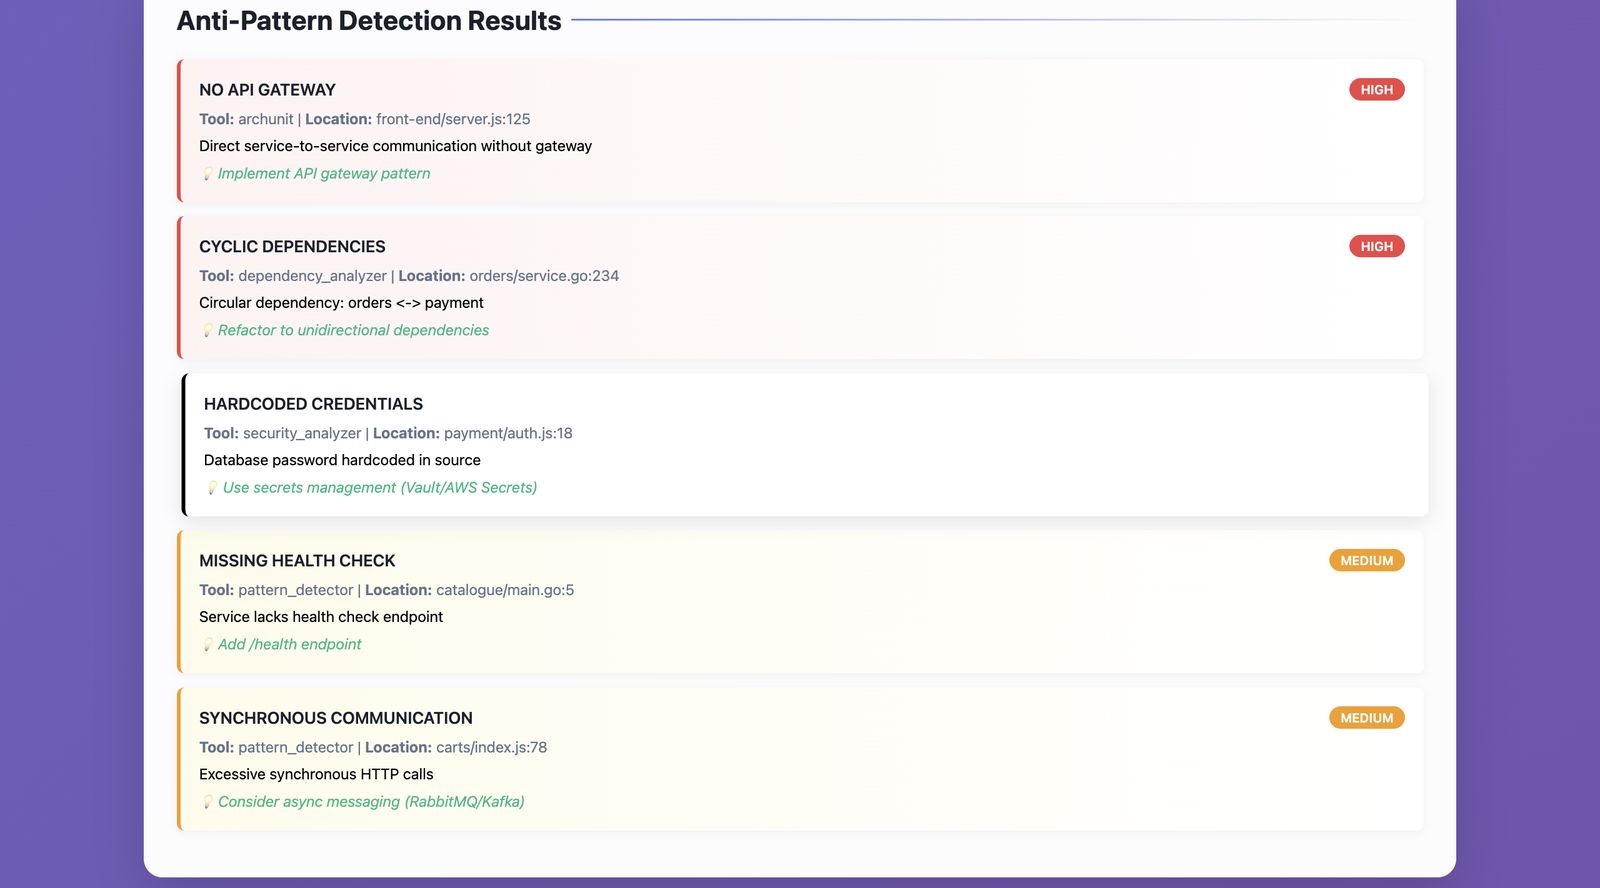 Anti-Pattern Detection Results
NO API GATEWAY
HIGH
Tool: archunit | Location: front-end/server.js:125
Direct service-to-service communication without gateway
💡 Implement API gateway pattern
CYCLIC DEPENDENCIES
HIGH
Tool: dependency_analyzer | Location: orders/service.go:234
Circular dependency: orders <-> payment
💡 Refactor to unidirectional dependencies
HARDCODED CREDENTIALS
Tool: security_analyzer | Location: payment/auth.js:18
Database password hardcoded in source
💡 Use secrets management (Vault/AWS Secrets)
MISSING HEALTH CHECK
MEDIUM
Tool: pattern_detector | Location: catalogue/main.go:5
Service lacks health check endpoint
💡 Add /health endpoint
SYNCHRONOUS COMMUNICATION
MEDIUM
Tool: pattern_detector | Location: carts/index.js:78
Excessive synchronous HTTP calls
💡 Consider async messaging (RabbitMQ/Kafka)